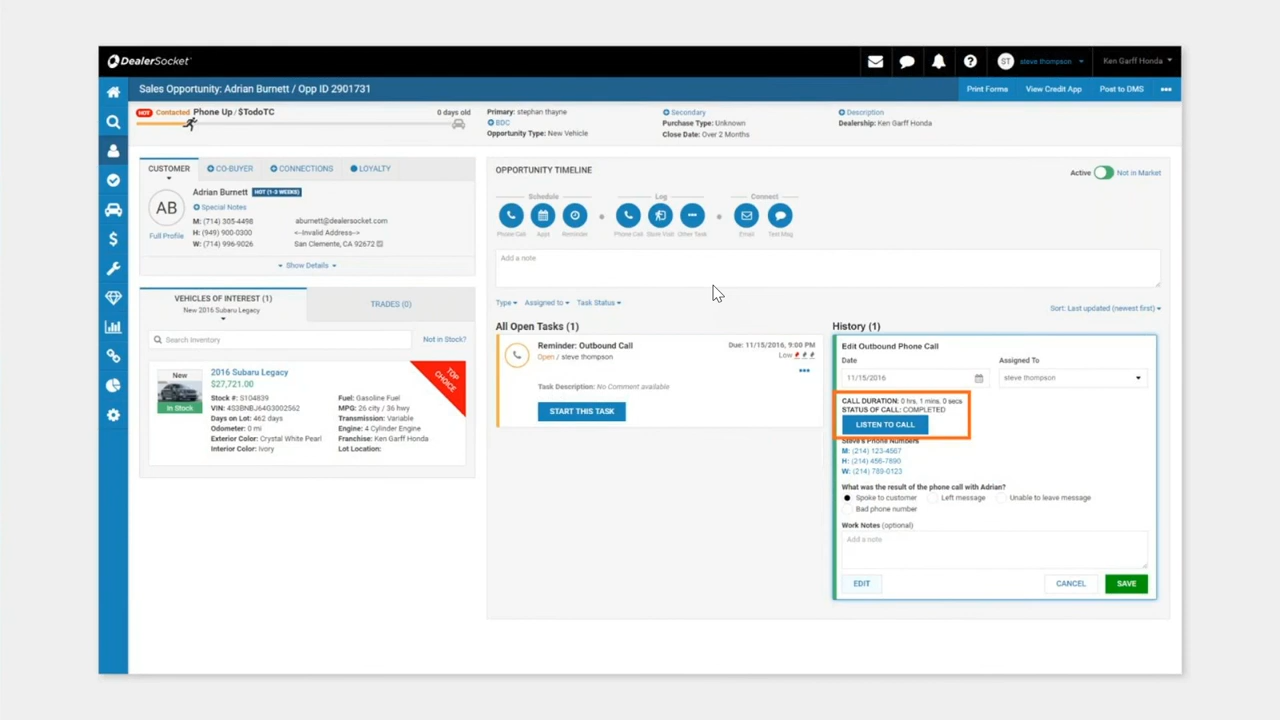 DealerSocket
ST steve thompson
Ken Garff Honda
Sales Opportunity: Adrian Burnett / Opp ID 2901731
Print Forms
View Credit App
Post to DMS
HOT Contacted Phone Up / $TodoTC
0 days old
Primary: stephan thayne
BDC
Opportunity Type: New Vehicle
Secondary
Purchase Type: Unknown
Close Date: Over 2 Months
Description
Dealership: Ken Garff Honda
CUSTOMER
CO-BUYER
CONNECTIONS
LOYALTY
AB
Full Profile
Adrian Burnett HOT (1-3 WEEKS)
Special Notes
M: (714) 305-4498
H: (949) 900-0300
W: (714) 996-9026
aburnett@dealersocket.com
<-Invalid Address->
San Clemente, CA 92672
Show Details
VEHICLES OF INTEREST (1)
New 2016 Subaru Legacy
TRADES (0)
Search Inventory
Not in Stock?
New
In Stock
2016 Subaru Legacy
$27,721.00
TOP
CHOICE
Stock #: S104839
VIN: 4S3BNBJ64G3002562
Days on Lot: 462 days
Odometer: 0 mi
Exterior Color: Crystal White Pearl
Interior Color: Ivory
Fuel: Gasoline Fuel
MPG: 26 city / 36 hwy
Transmission: Variable
Engine: 4 Cylinder Engine
Franchise: Ken Garff Honda
Lot Location:
OPPORTUNITY TIMELINE
Active
Not in Market
Schedule
Log
Connect
Phone Call
Appt
Reminder
Phone Call
Store Visit
Other Task
Email
Text Msg
Add a note
Type
Assigned to
Task Status
Sort: Last updated (newest first)
All Open Tasks (1)
Reminder: Outbound Call
Open / steve thompson
Due: 11/15/2016, 9:00 PM
Low
Task Description: No Comment available
START THIS TASK
History (1)
Edit Outbound Phone Call
Date
Assigned To
11/15/2016
steve thompson
CALL DURATION: 0 hrs, 1 mins, 0 secs
STATUS OF CALL: COMPLETED
LISTEN TO CALL
Steve's Phone Numbers
M: (214) 123-4567
H: (214) 456-7890
W: (214) 789-0123
What was the result of the phone call with Adrian?
Spoke to customer
Left message
Unable to leave message
Bad phone number
Work Notes (optional)
Add a note
EDIT
CANCEL
SAVE